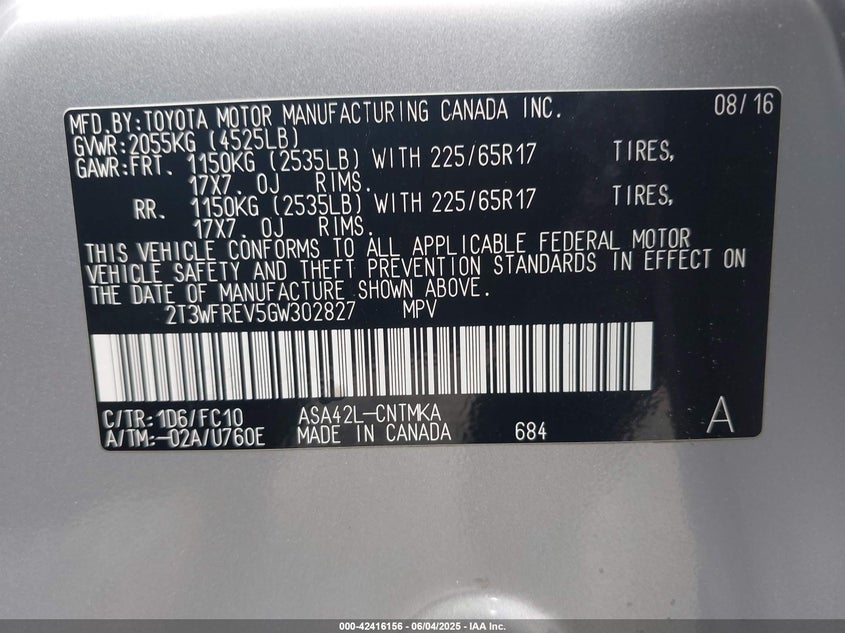 MFD.BY:TOYOTA MOTOR MANUFACTURING CANADA INC. 08/16
GVWR:2055KG (4525LB)
GAWR:FRT. 1150KG (2535LB) WITH 225/65R17 TIRES,
17X7.0J RIMS.
RR. 1150KG (2535LB) WITH 225/65R17 TIRES,
17X7.0J RIMS.
THIS VEHICLE CONFORMS TO ALL APPLICABLE FEDERAL MOTOR
VEHICLE SAFETY AND THEFT PREVENTION STANDARDS IN EFFECT ON
THE DATE OF MANUFACTURE SHOWN ABOVE.
2T3WFREV5GW302827 MPV
C/TR:1D6/FC10 ASA42L-CNTMKA A
A/TM:-02A/U760E MADE IN CANADA 684
000-42416156 - 06/04/2025 - IAA Inc.